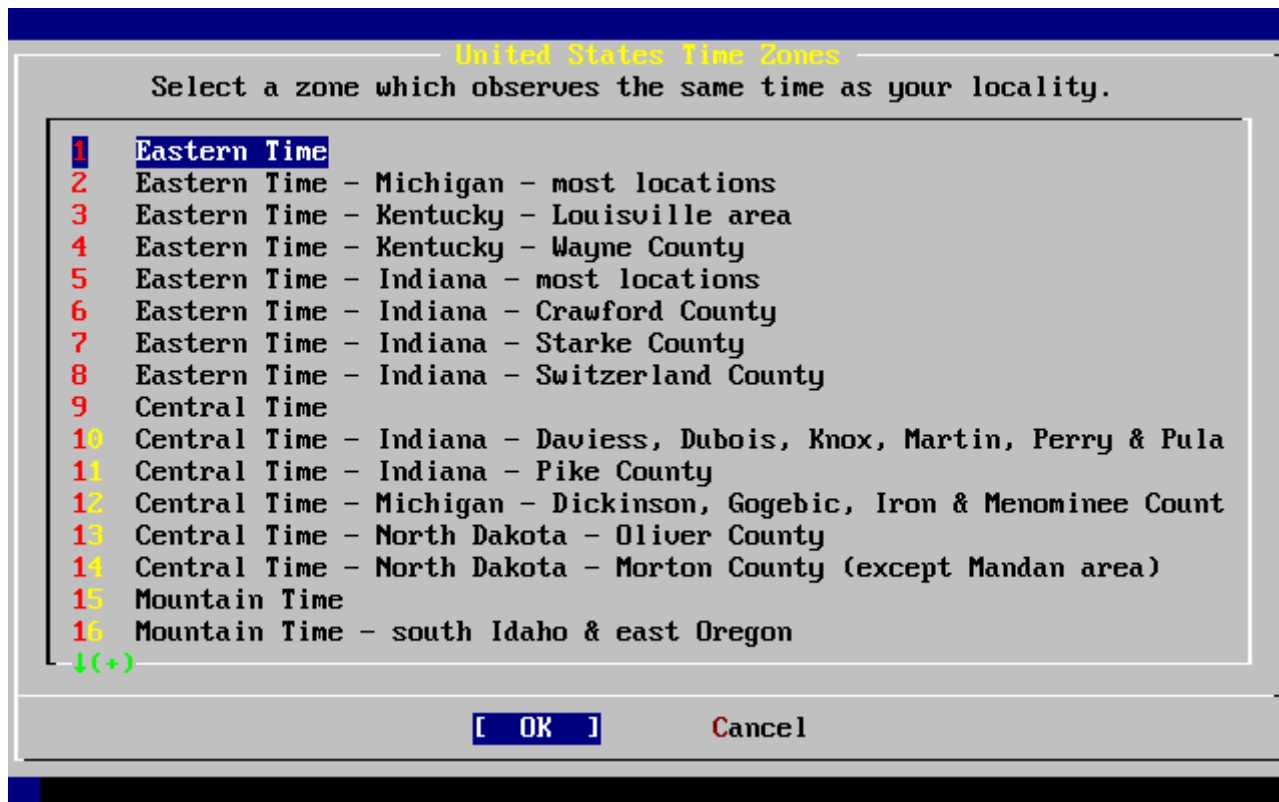 United States Time Zones
Select a zone which observes the same time as your locality.
1 Eastern Time
2 Eastern Time - Michigan - most locations
3 Eastern Time - Kentucky - Louisville area
4 Eastern Time - Kentucky - Wayne County
5 Eastern Time - Indiana - most locations
6 Eastern Time - Indiana - Crawford County
7 Eastern Time - Indiana - Starke County
8 Eastern Time - Indiana - Switzerland County
9 Central Time
10 Central Time - Indiana - Daviess, Dubois, Knox, Martin, Perry & Pula
11 Central Time - Indiana - Pike County
12 Central Time - Michigan - Dickinson, Gogebic, Iron & Menominee Count
13 Central Time - North Dakota - Oliver County
14 Central Time - North Dakota - Morton County (except Mandan area)
15 Mountain Time
16 Mountain Time - south Idaho & east Oregon
↓(+)
[ OK ] Cancel